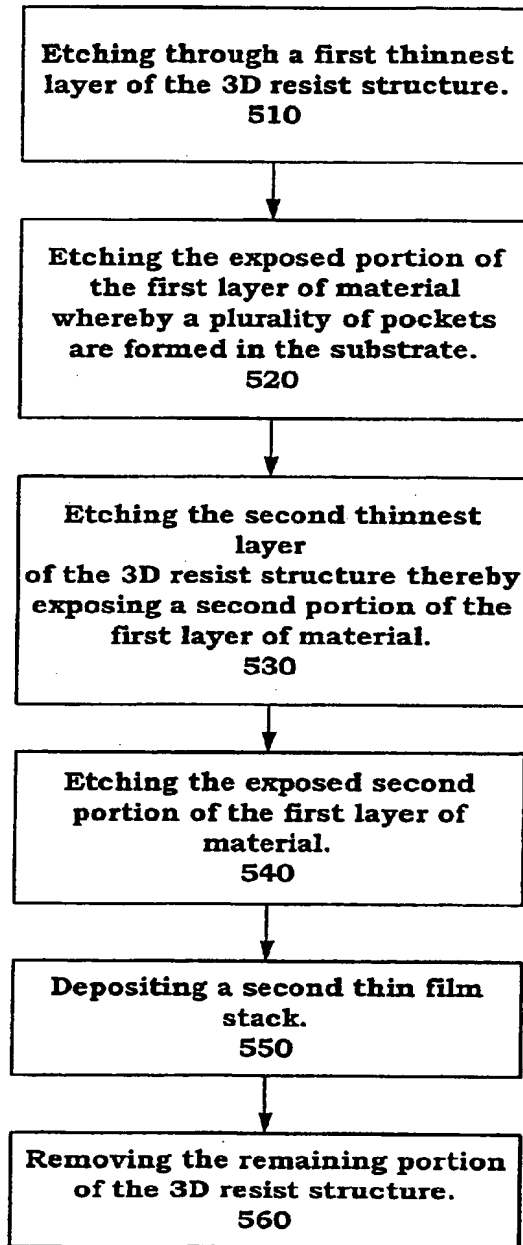 Etching through a first thinnest
layer of the 3D resist structure.
510
Etching the exposed portion of
the first layer of material
whereby a plurality of pockets
are formed in the substrate.
520
Etching the second thinnest
layer
of the 3D resist structure thereby
exposing a second portion of the
first layer of material.
530
Etching the exposed second
portion of the first layer of
material.
540
Depositing a second thin film
stack.
550
Removing the remaining portion
of the 3D resist structure.
560